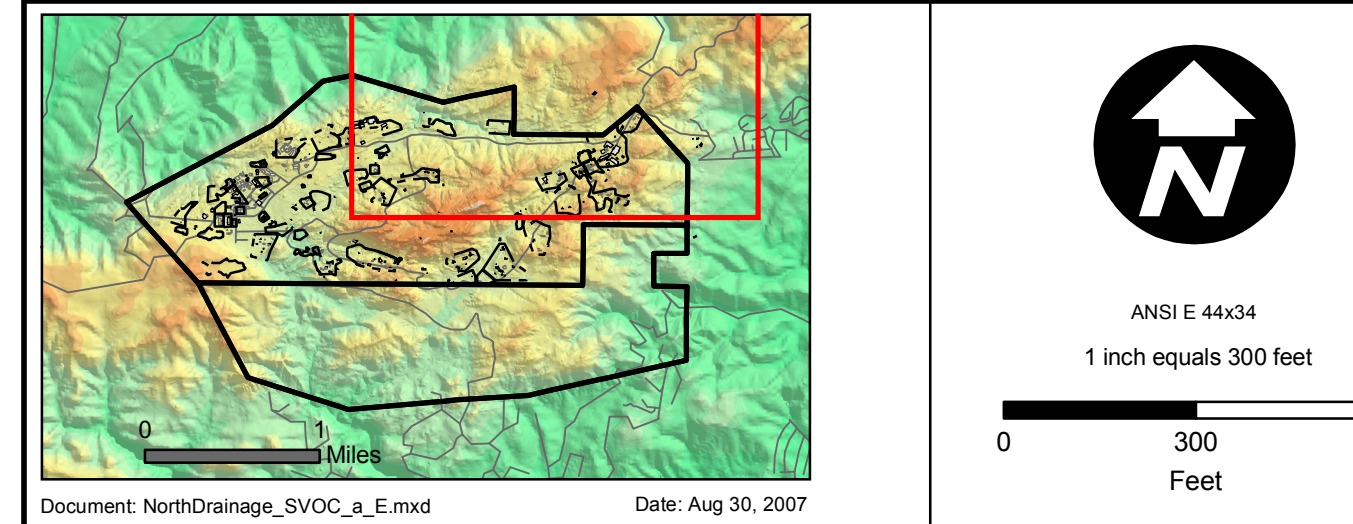 0 1
Miles
Document: NorthDrainage_SVOC_a_E.mxd Date: Aug 30, 2007
N
ANSI E 44x34
1 inch equals 300 feet
0 300
Feet